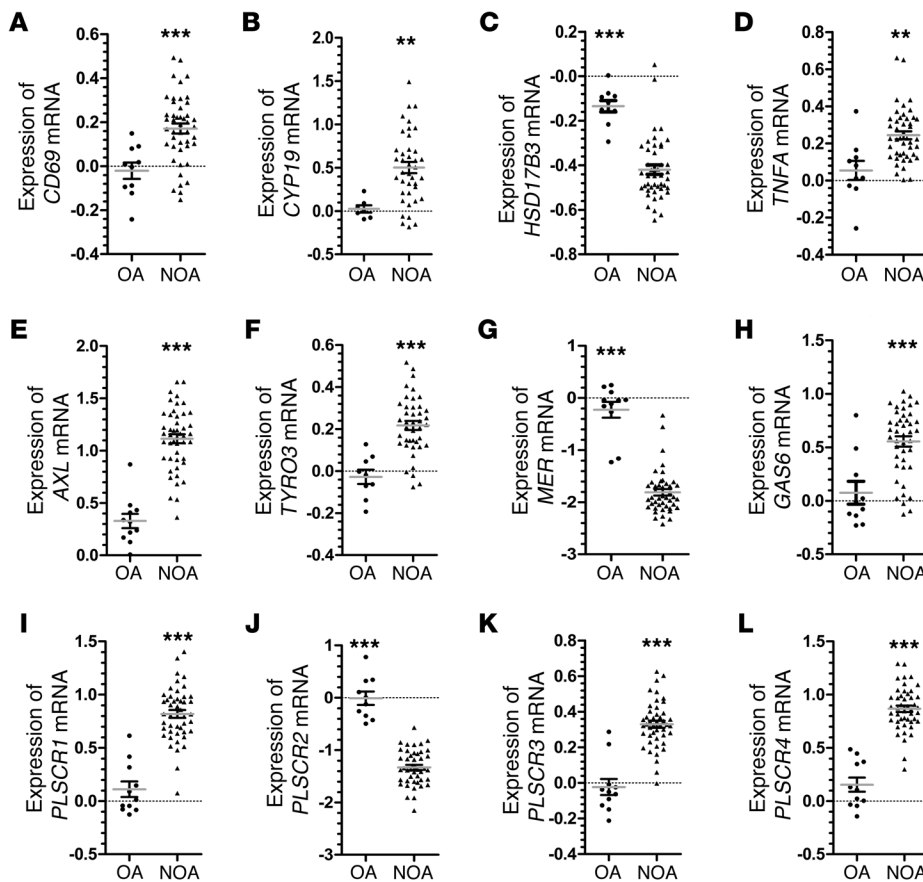 A
Expression of
CD69 mRNA
0.6
0.4
0.2
0.0
-0.2
-0.4
***
OA NOA
B
Expression of
CYP19 mRNA
2.0
1.5
1.0
0.5
0.0
-0.5
**
OA NOA
C
Expression of
HSD17B3 mRNA
0.2
-0.0
-0.2
-0.4
-0.6
-0.8
***
OA NOA
D
Expression of
TNFA mRNA
0.8
0.6
0.4
0.2
0.0
-0.2
-0.4
**
OA NOA
E
Expression of
AXL mRNA
2.0
1.5
1.0
0.5
0.0
***
OA NOA
F
Expression of
TYRO3 mRNA
0.6
0.4
0.2
-0.0
-0.2
-0.4
***
OA NOA
G
Expression of
MER mRNA
1
0
-1
-2
-3
***
OA NOA
H
Expression of
GAS6 mRNA
1.5
1.0
0.5
0.0
-0.5
***
OA NOA
I
Expression of
PLSCR1 mRNA
1.5
1.0
0.5
0.0
-0.5
***
OA NOA
J
Expression of
PLSCR2 mRNA
1
0
-1
-2
-3
***
OA NOA
K
Expression of
PLSCR3 mRNA
0.8
0.6
0.4
0.2
0.0
-0.2
-0.4
***
OA NOA
L
Expression of
PLSCR4 mRNA
1.5
1.0
0.5
0.0
-0.5
***
OA NOA